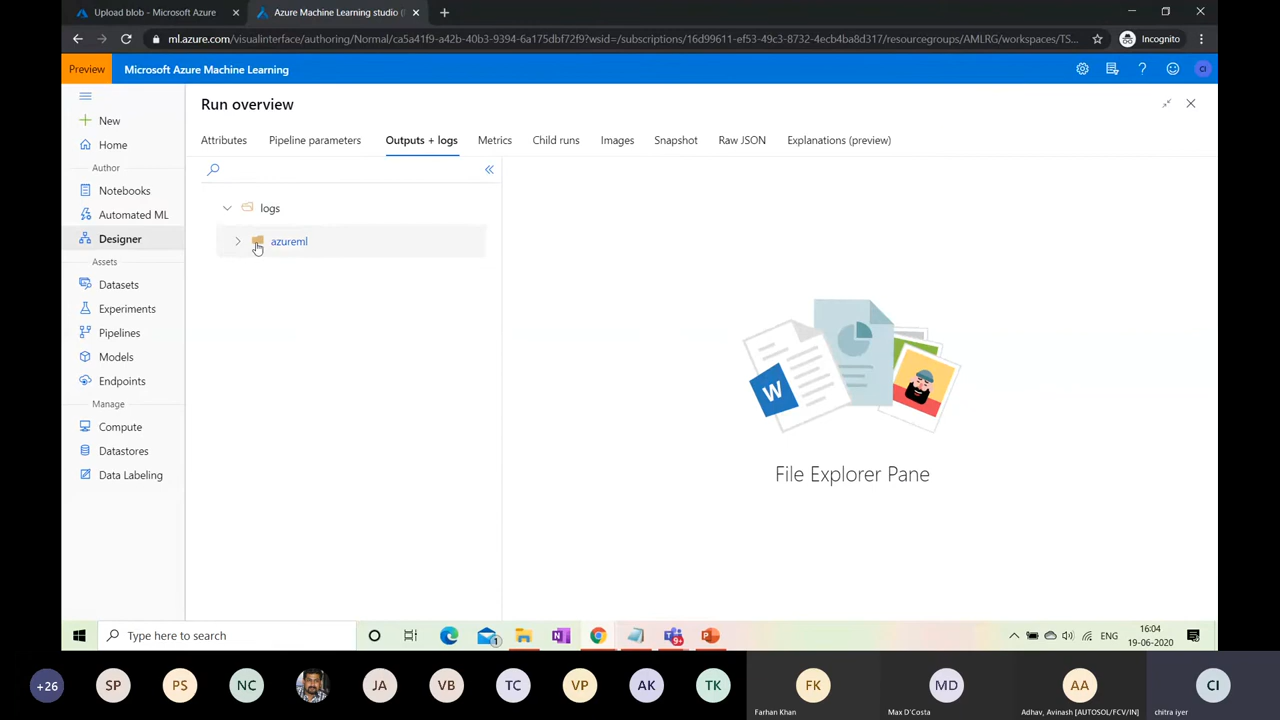 Upload blob - Microsoft Azure
Azure Machine Learning studio (
ml.azure.com/visualinterface/authoring/Normal/ca5a41f9-a42b-40b3-9394-6a175dbf72f9?wsid=/subscriptions/16d99611-ef53-49c3-8732-4ecb4ba8d317/resourcegroups/AMLRG/workspaces/TS...
Incognito
Preview
Microsoft Azure Machine Learning
CI
New
Home
Author
Notebooks
Automated ML
Designer
Assets
Datasets
Experiments
Pipelines
Models
Endpoints
Manage
Compute
Datastores
Data Labeling
Run overview
Attributes
Pipeline parameters
Outputs + logs
Metrics
Child runs
Images
Snapshot
Raw JSON
Explanations (preview)
logs
azureml
W
File Explorer Pane
Type here to search
1
N
9+
ENG
16:04
19-06-2020
+26
SP
PS
NC
JA
VB
TC
VP
AK
TK
FK
Farhan Khan
MD
Max D'Costa
AA
Adhav, Avinash [AUTOSOL/FCV/IN]
CI
chitra iyer